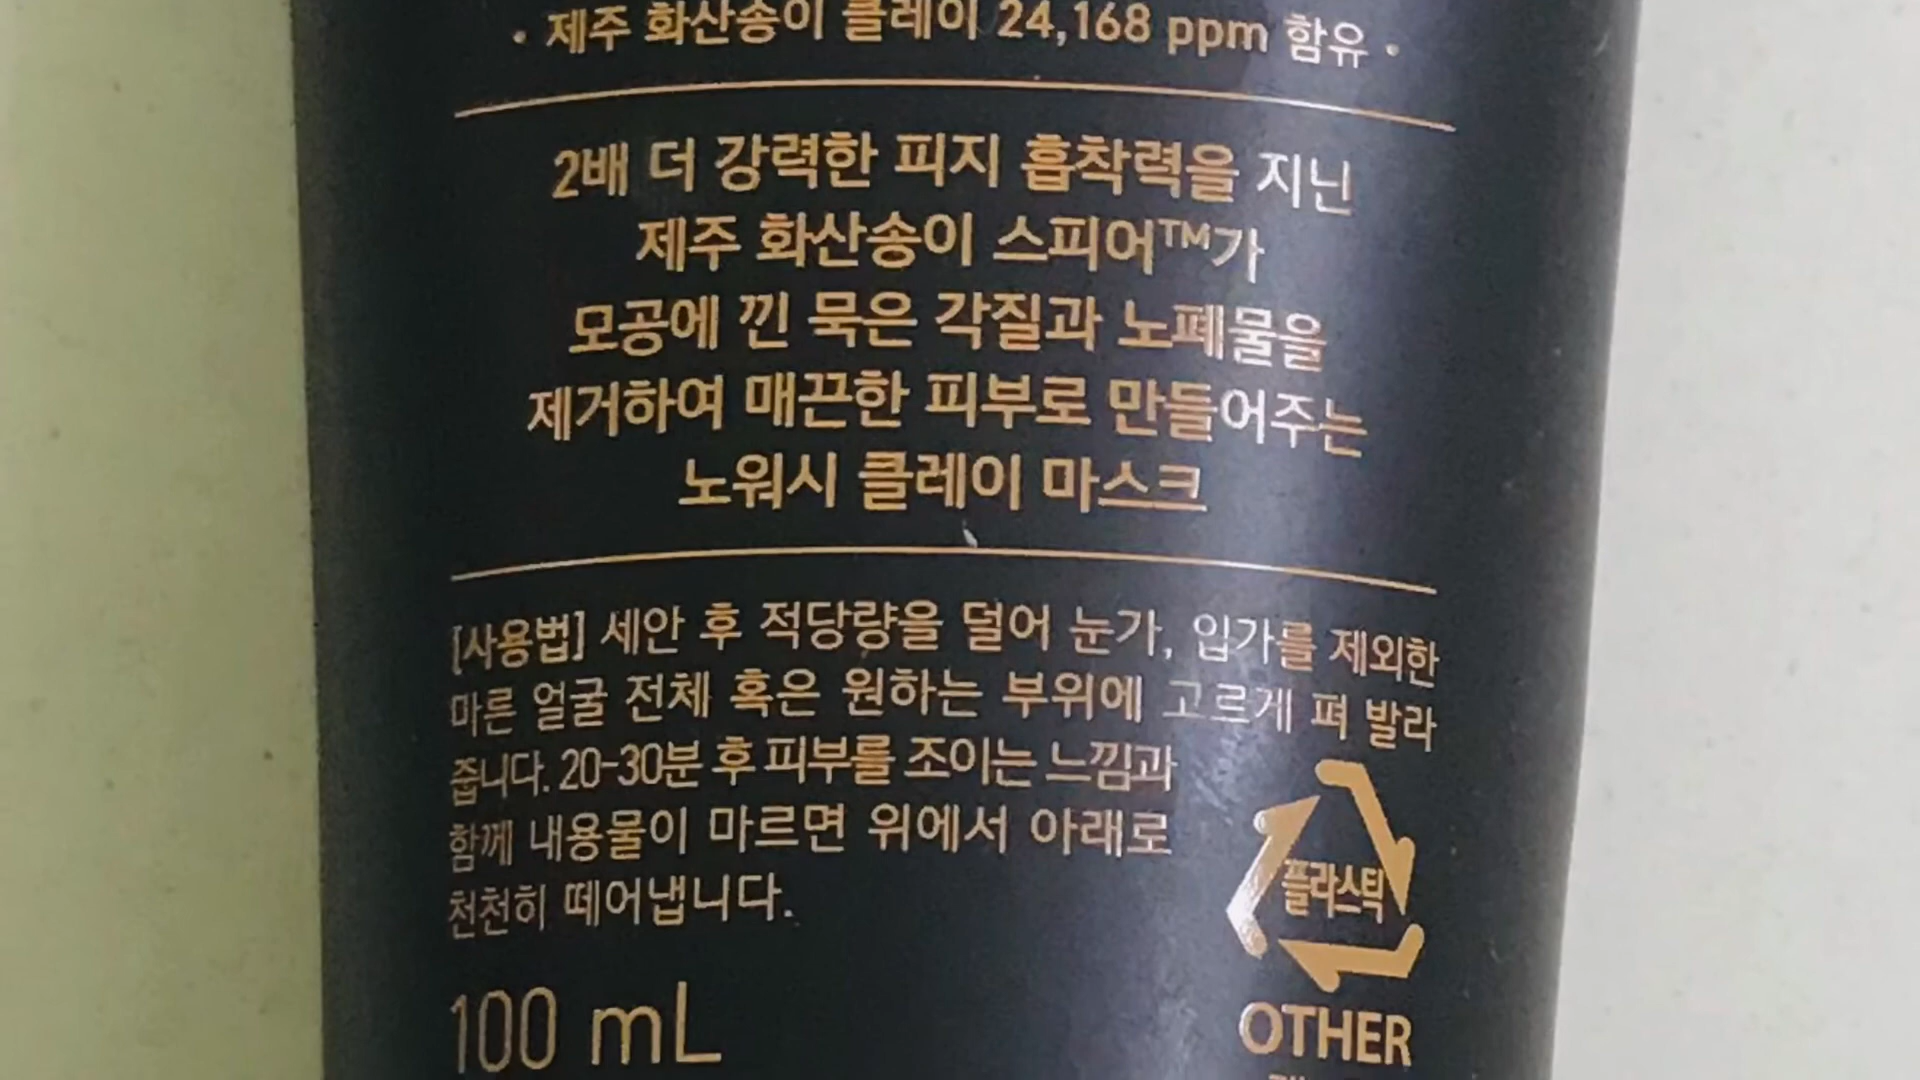 · 제주 화산송이 클레이 24,168 ppm 함유 ·
2배 더 강력한 피지 흡착력을 지닌
제주 화산송이 스피어™가
모공에 낀 묵은 각질과 노폐물을
제거하여 매끈한 피부로 만들어주는
노워시 클레이 마스크
[사용법] 세안 후 적당량을 덜어 눈가, 입가를 제외한
마른 얼굴 전체 혹은 원하는 부위에 고르게 펴 발라
줍니다. 20-30분 후 피부를 조이는 느낌과
함께 내용물이 마르면 위에서 아래로
천천히 떼어냅니다.
플라스틱
100 mL
OTHER